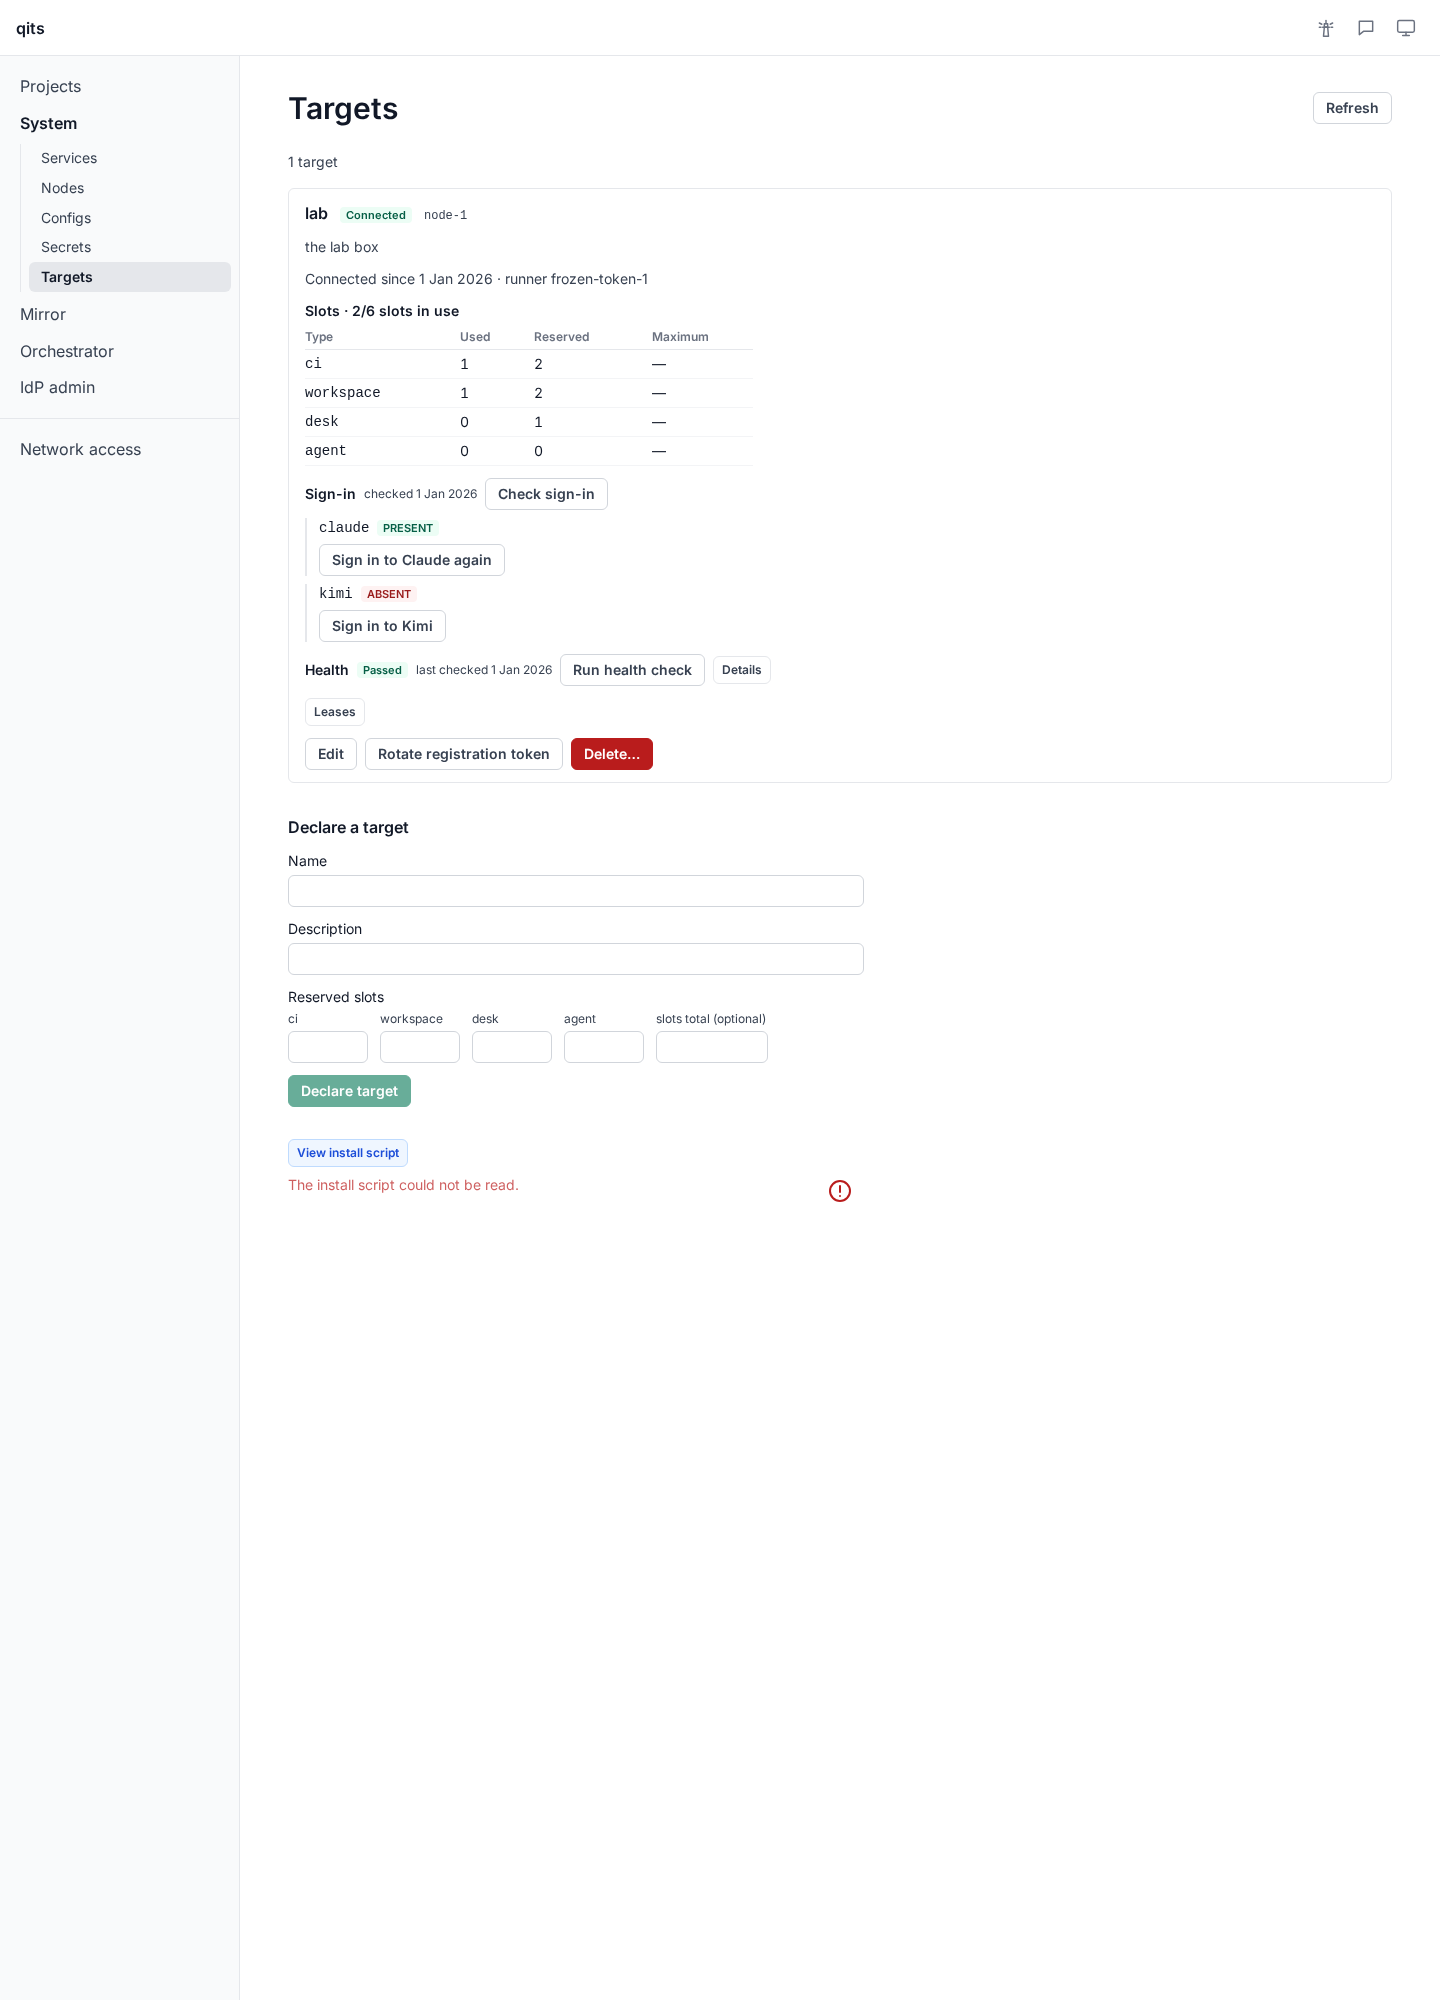 qits
Projects
System
Services
Nodes
Configs
Secrets
Targets
Mirror
Orchestrator
IdP admin
Network access
Targets
Refresh
1 target
lab Connected node-1
the lab box
Connected since 1 Jan 2026 · runner frozen-token-1
Slots · 2/6 slots in use
Type Used Reserved Maximum
ci 1 2 —
workspace 1 2 —
desk 0 1 —
agent 0 0 —
Sign-in checked 1 Jan 2026 Check sign-in
claude PRESENT
Sign in to Claude again
kimi ABSENT
Sign in to Kimi
Health Passed last checked 1 Jan 2026 Run health check Details
Leases
Edit Rotate registration token Delete...
Declare a target
Name
Description
Reserved slots
ci workspace desk agent slots total (optional)
Declare target
View install script
The install script could not be read.